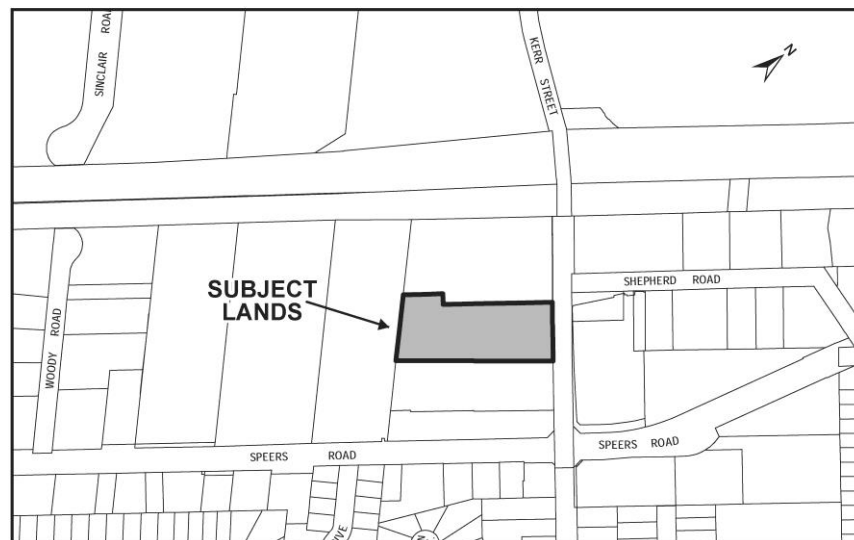 SINCLAIR ROAD
KERR
STREET
N
SUBJECT
LANDS
SHEPHERD ROAD
WOODY ROAD
SPEERS ROAD
SPEERS ROAD